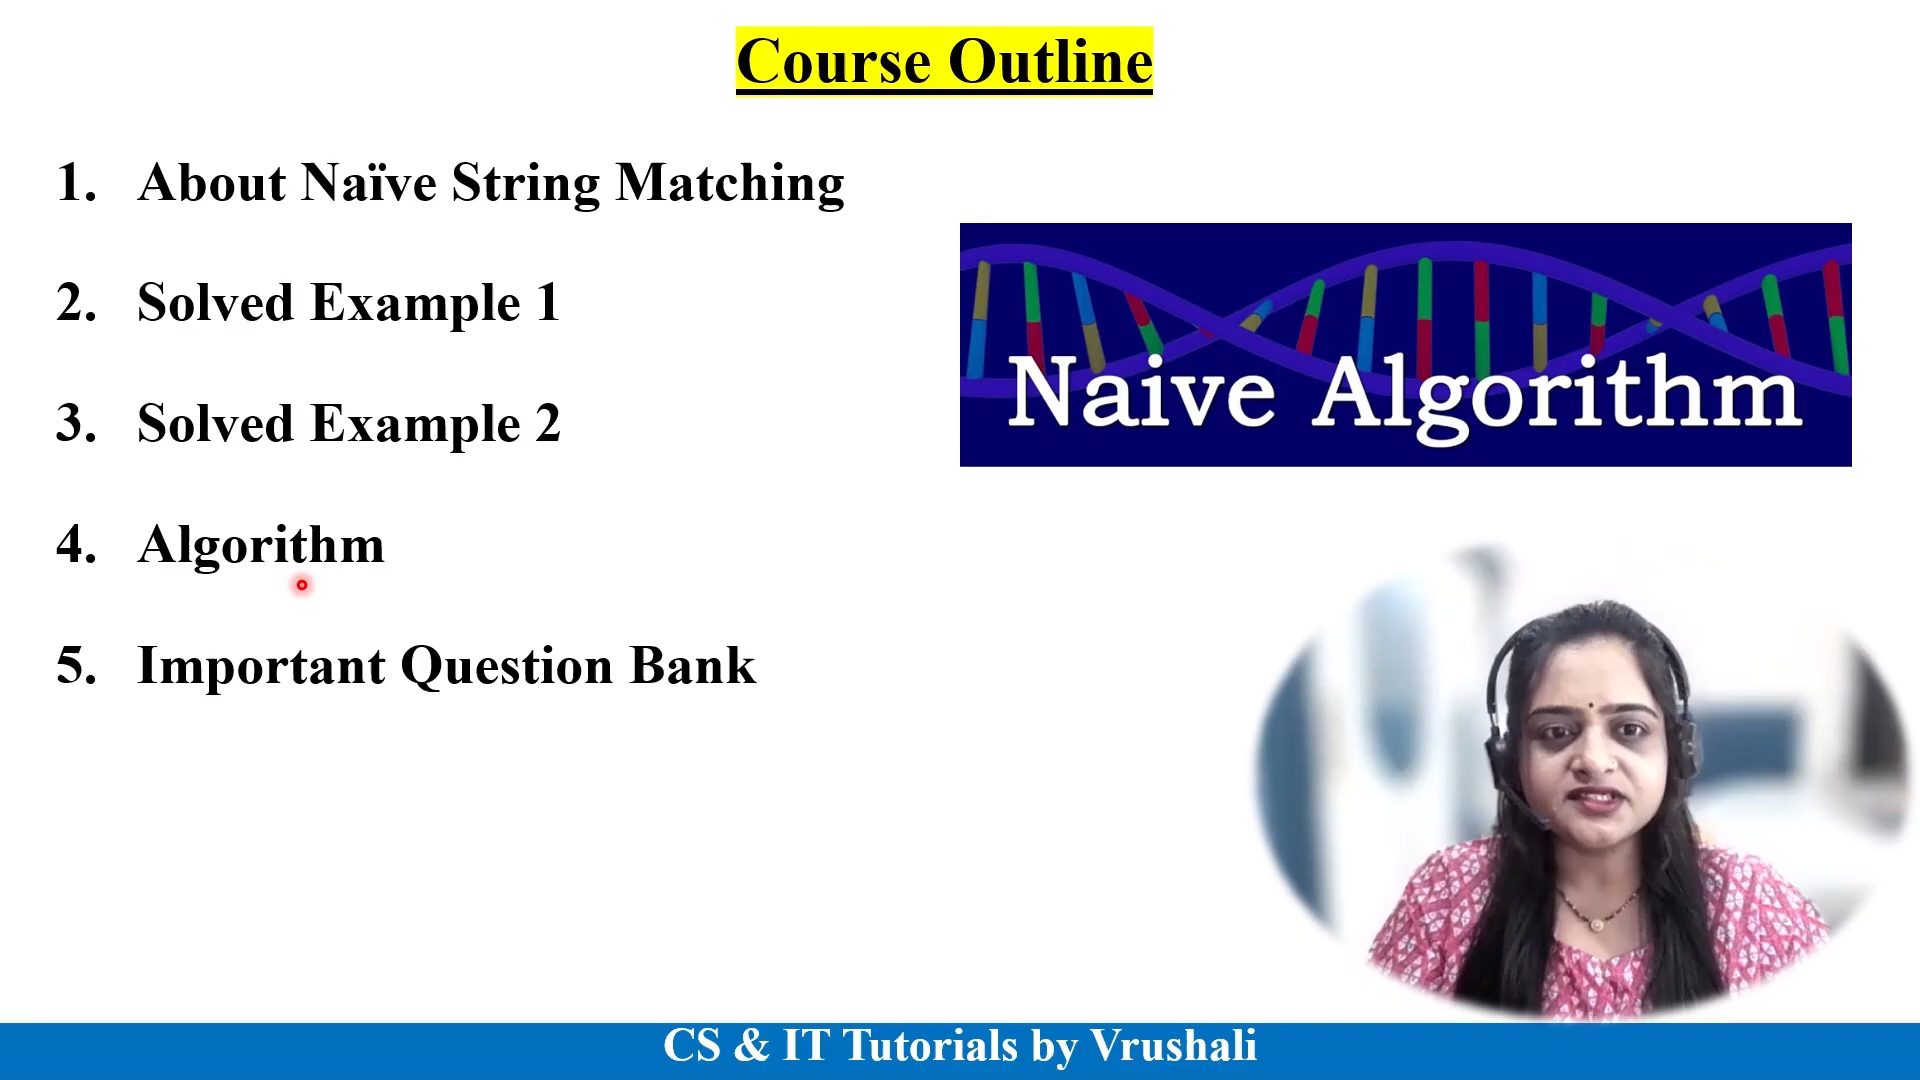 Course Outline
1. About Naïve String Matching
2. Solved Example 1
3. Solved Example 2
4. Algorithm
5. Important Question Bank
Naive Algorithm
CS & IT Tutorials by Vrushali